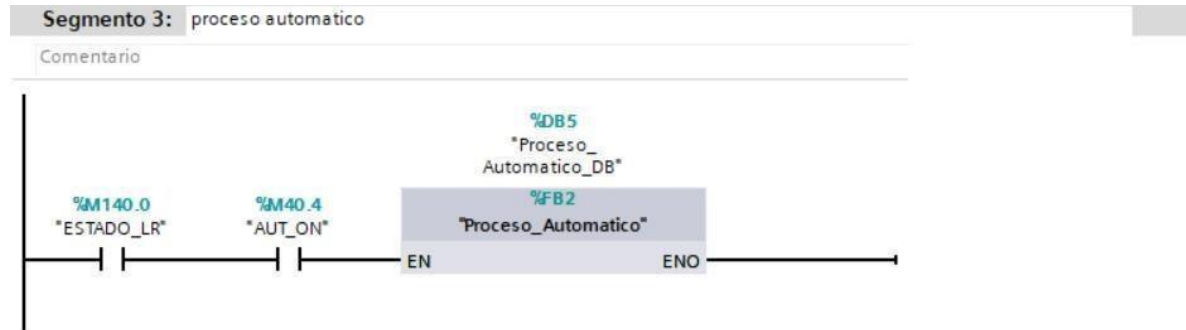 Segmento 3: proceso automatico
Comentario
%DB5
"Proceso_
Automatico_DB"
%M140.0
"ESTADO_LR"
%M40.4
"AUT_ON"
%FB2
"Proceso_Automatico"
EN
ENO